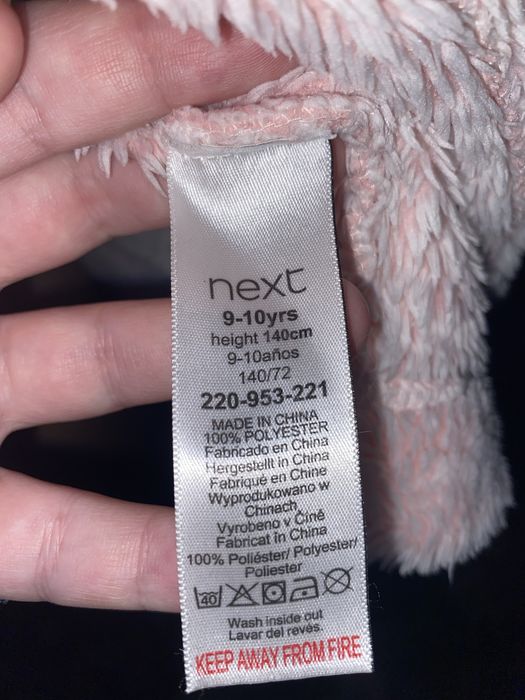 next
9-10yrs
height 140cm
9-10años
140/72
220-953-221
MADE IN CHINA
100% POLYESTER
Fabricado en China
Hergestellt in China
Fabriqué en Chine
Wyprodukowano w
Chinach
Vyrobeno v Číně
Fabricat în China
100% Poliéster/ Polyester/
Poliester
40
Wash inside out
Lavar del revés.
KEEP AWAY FROM FIRE